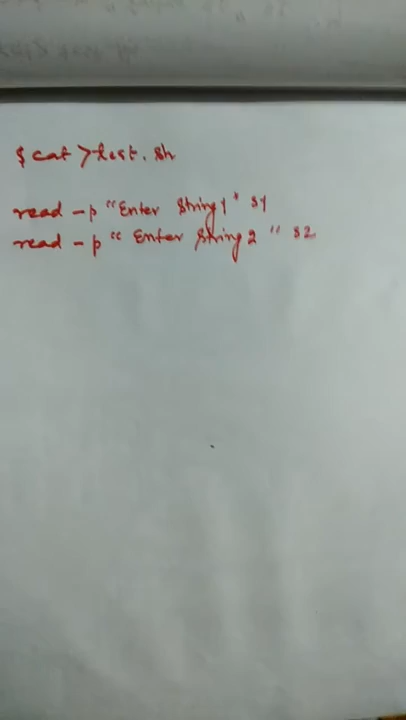 $ cat >test.sh
read -p "Enter String1" s1
read -p "Enter String2" s2